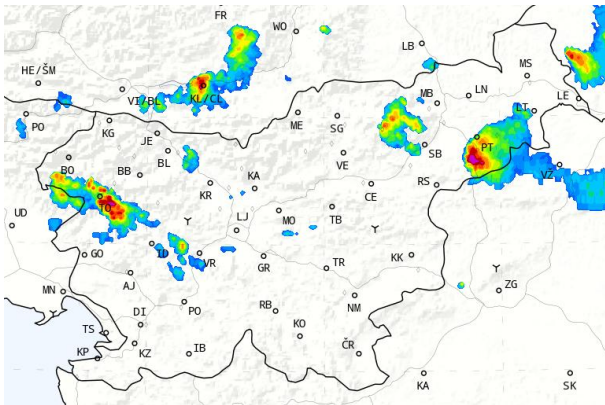 FR
WO
LB
HE/ŠM
MS
VI/BL
KL/CL
MB
LN
LE
LT
PO
KG
ME
SG
JE
PT
BL
VE
SB
BO
BB
VŽ
KR
KA
CE
RS
TO
UD
LJ
MO
TB
GO
ID
VR
GR
TR
KK
AJ
ZG
MN
PO
RB
NM
DI
TS
KO
KP
KZ
IB
ČR
KA
SK